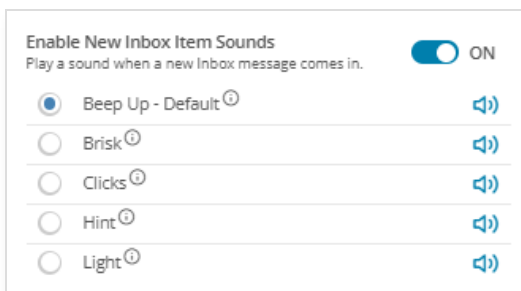 Enable New Inbox Item Sounds
ON
Play a sound when a new Inbox message comes in.
Beep Up - Default
Brisk
Clicks
Hint
Light